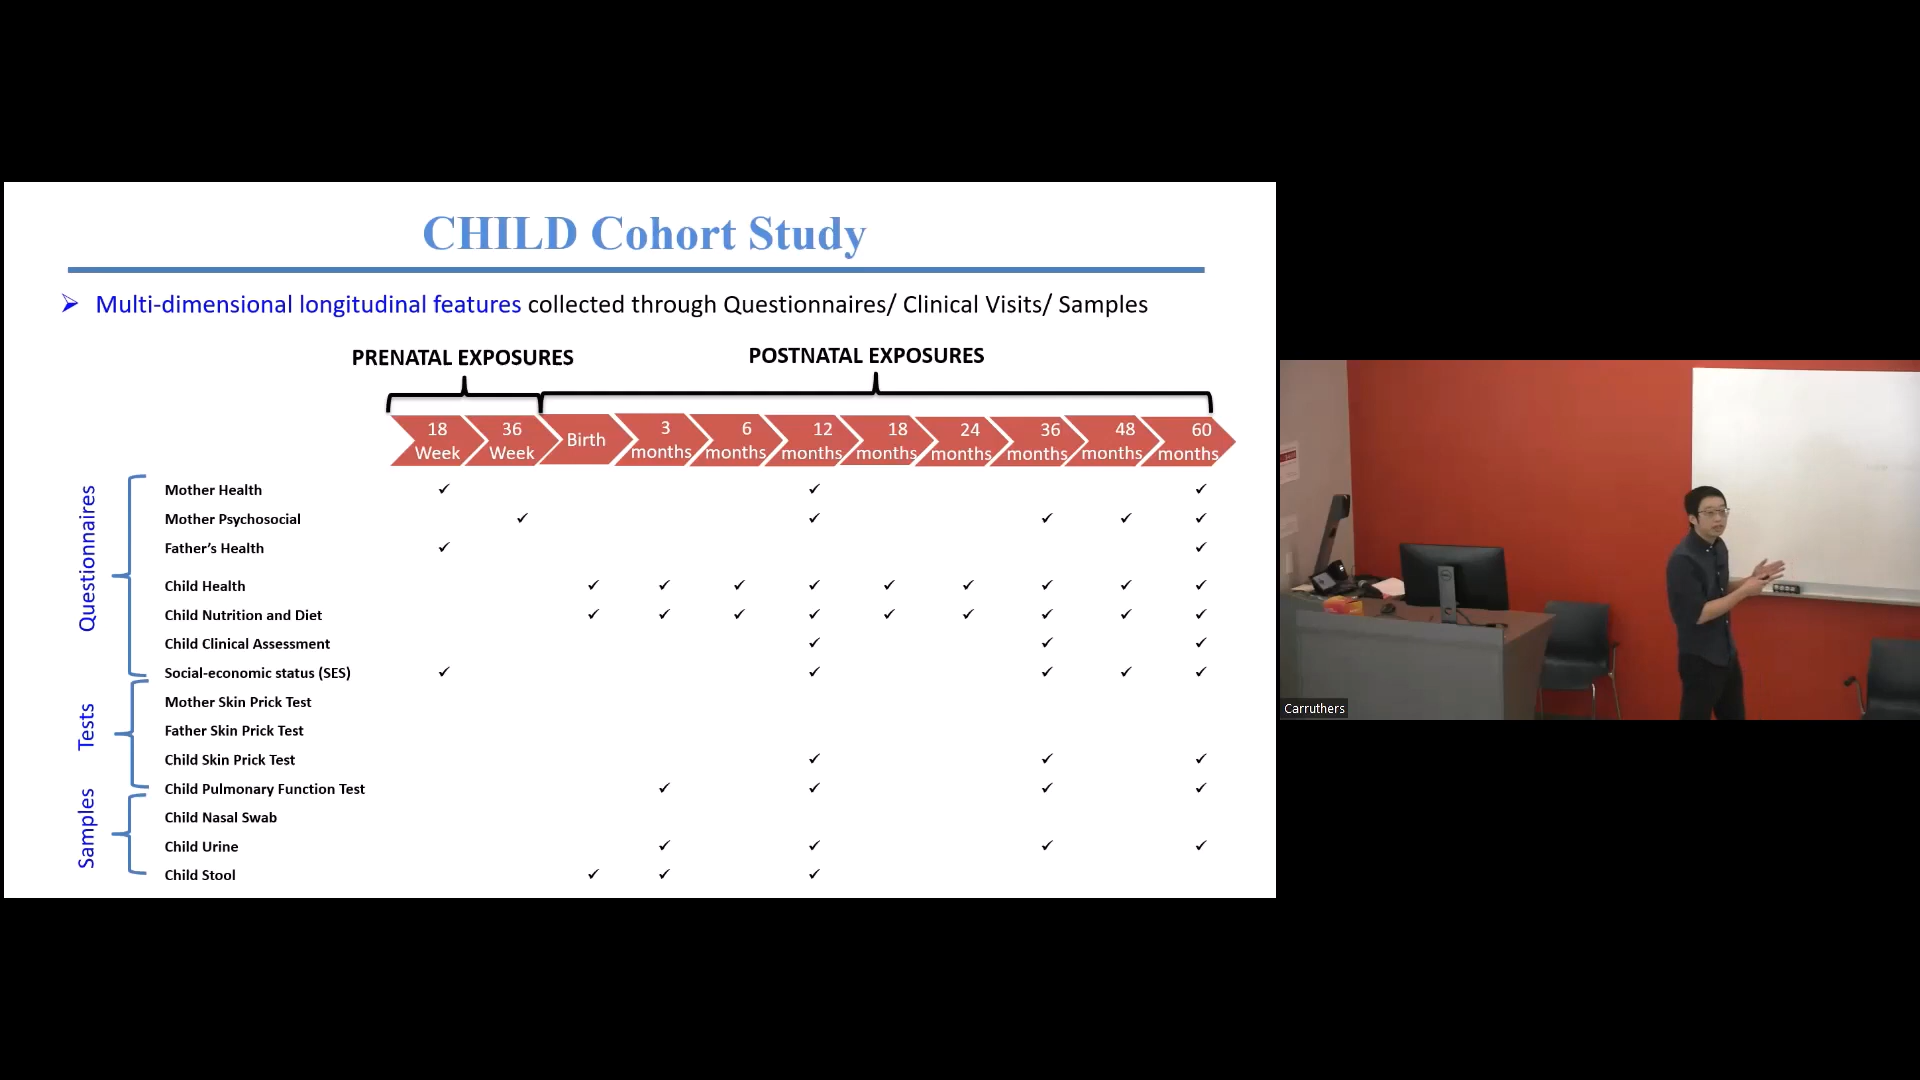 CHILD Cohort Study
➢ Multi-dimensional longitudinal features collected through Questionnaires/ Clinical Visits/ Samples
PRENATAL EXPOSURES
POSTNATAL EXPOSURES
18 Week
36 Week
Birth
3 months
6 months
12 months
18 months
24 months
36 months
48 months
60 months
Questionnaires
Mother Health ✓ ✓ ✓
Mother Psychosocial ✓ ✓ ✓ ✓ ✓
Father’s Health ✓ ✓
Child Health ✓ ✓ ✓ ✓ ✓ ✓ ✓ ✓ ✓
Child Nutrition and Diet ✓ ✓ ✓ ✓ ✓ ✓ ✓ ✓ ✓
Child Clinical Assessment ✓ ✓ ✓
Social-economic status (SES) ✓ ✓ ✓ ✓ ✓
Tests
Mother Skin Prick Test
Father Skin Prick Test
Child Skin Prick Test ✓ ✓ ✓
Child Pulmonary Function Test ✓ ✓ ✓ ✓
Samples
Child Nasal Swab
Child Urine ✓ ✓ ✓ ✓
Child Stool ✓ ✓ ✓
Carruthers